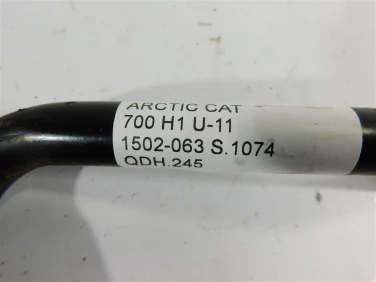 ARCTIC CAT
700 H1 U-11
1502-063 S.1074
QDH.245